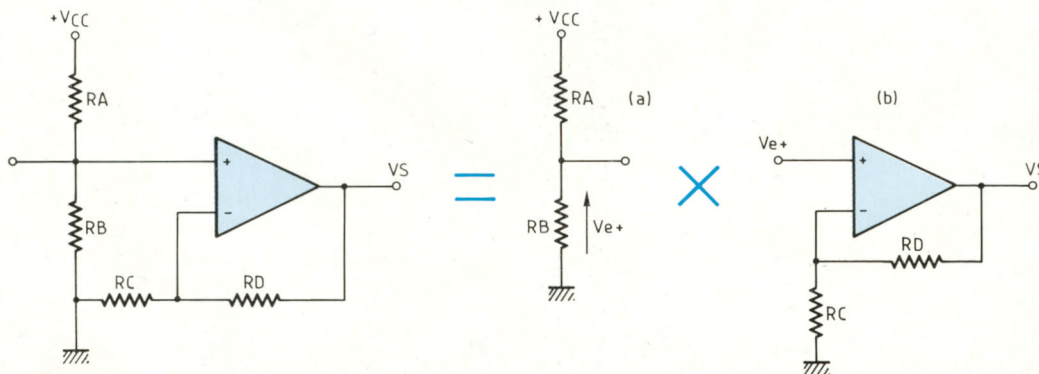 +VCC
RA
+
VS
RB
−
RC
RD
+ VCC
RA
(a)
RB
Ve+
(b)
Ve+
+
VS
−
RD
RC